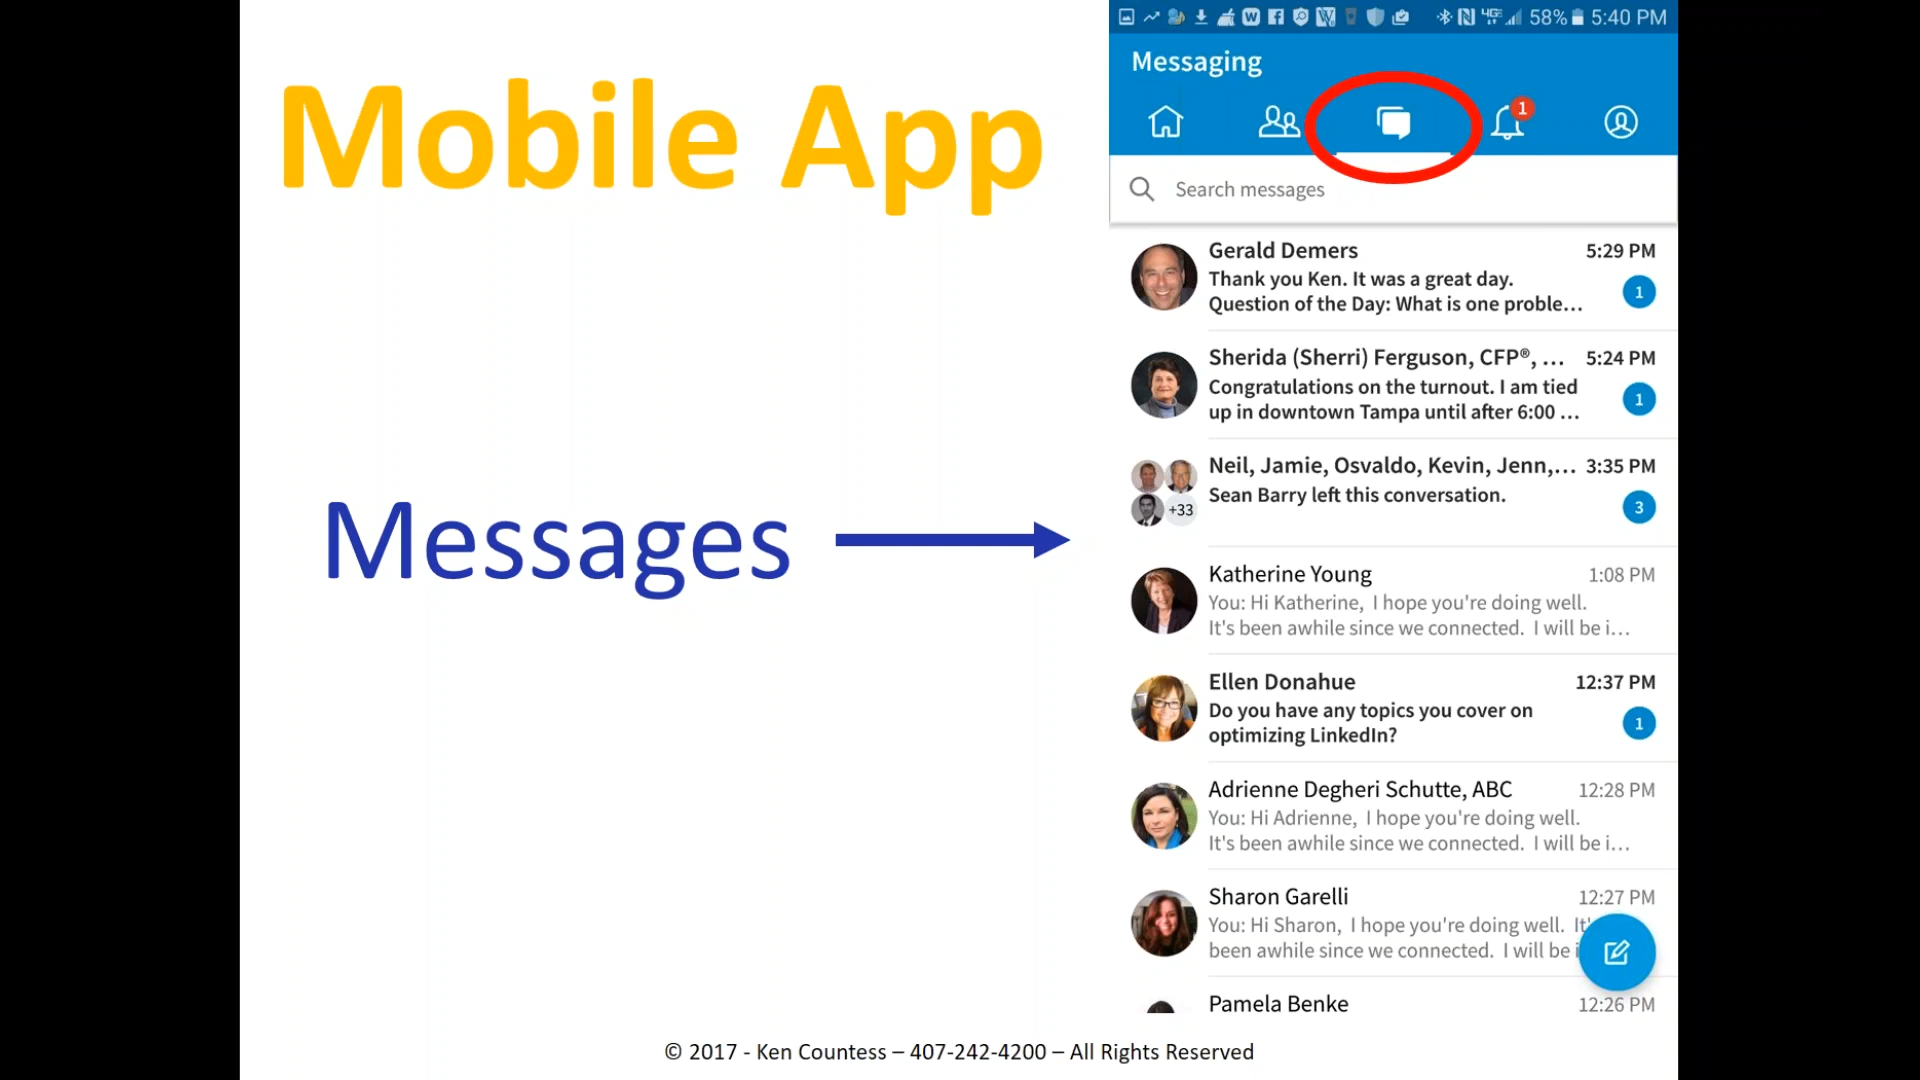 Mobile App
Messages
58% 5:40 PM
Messaging
1
Search messages
Gerald Demers 5:29 PM
Thank you Ken. It was a great day.
Question of the Day: What is one proble... 1
Sherida (Sherri) Ferguson, CFP®, ... 5:24 PM
Congratulations on the turnout. I am tied
up in downtown Tampa until after 6:00 ... 1
Neil, Jamie, Osvaldo, Kevin, Jenn,... 3:35 PM
Sean Barry left this conversation.
+33 3
Katherine Young 1:08 PM
You: Hi Katherine, I hope you're doing well.
It's been awhile since we connected. I will be i...
Ellen Donahue 12:37 PM
Do you have any topics you cover on
optimizing LinkedIn? 1
Adrienne Degheri Schutte, ABC 12:28 PM
You: Hi Adrienne, I hope you're doing well.
It's been awhile since we connected. I will be i...
Sharon Garelli 12:27 PM
You: Hi Sharon, I hope you're doing well. It'
been awhile since we connected. I will be i
Pamela Benke 12:26 PM
© 2017 - Ken Countess – 407-242-4200 – All Rights Reserved